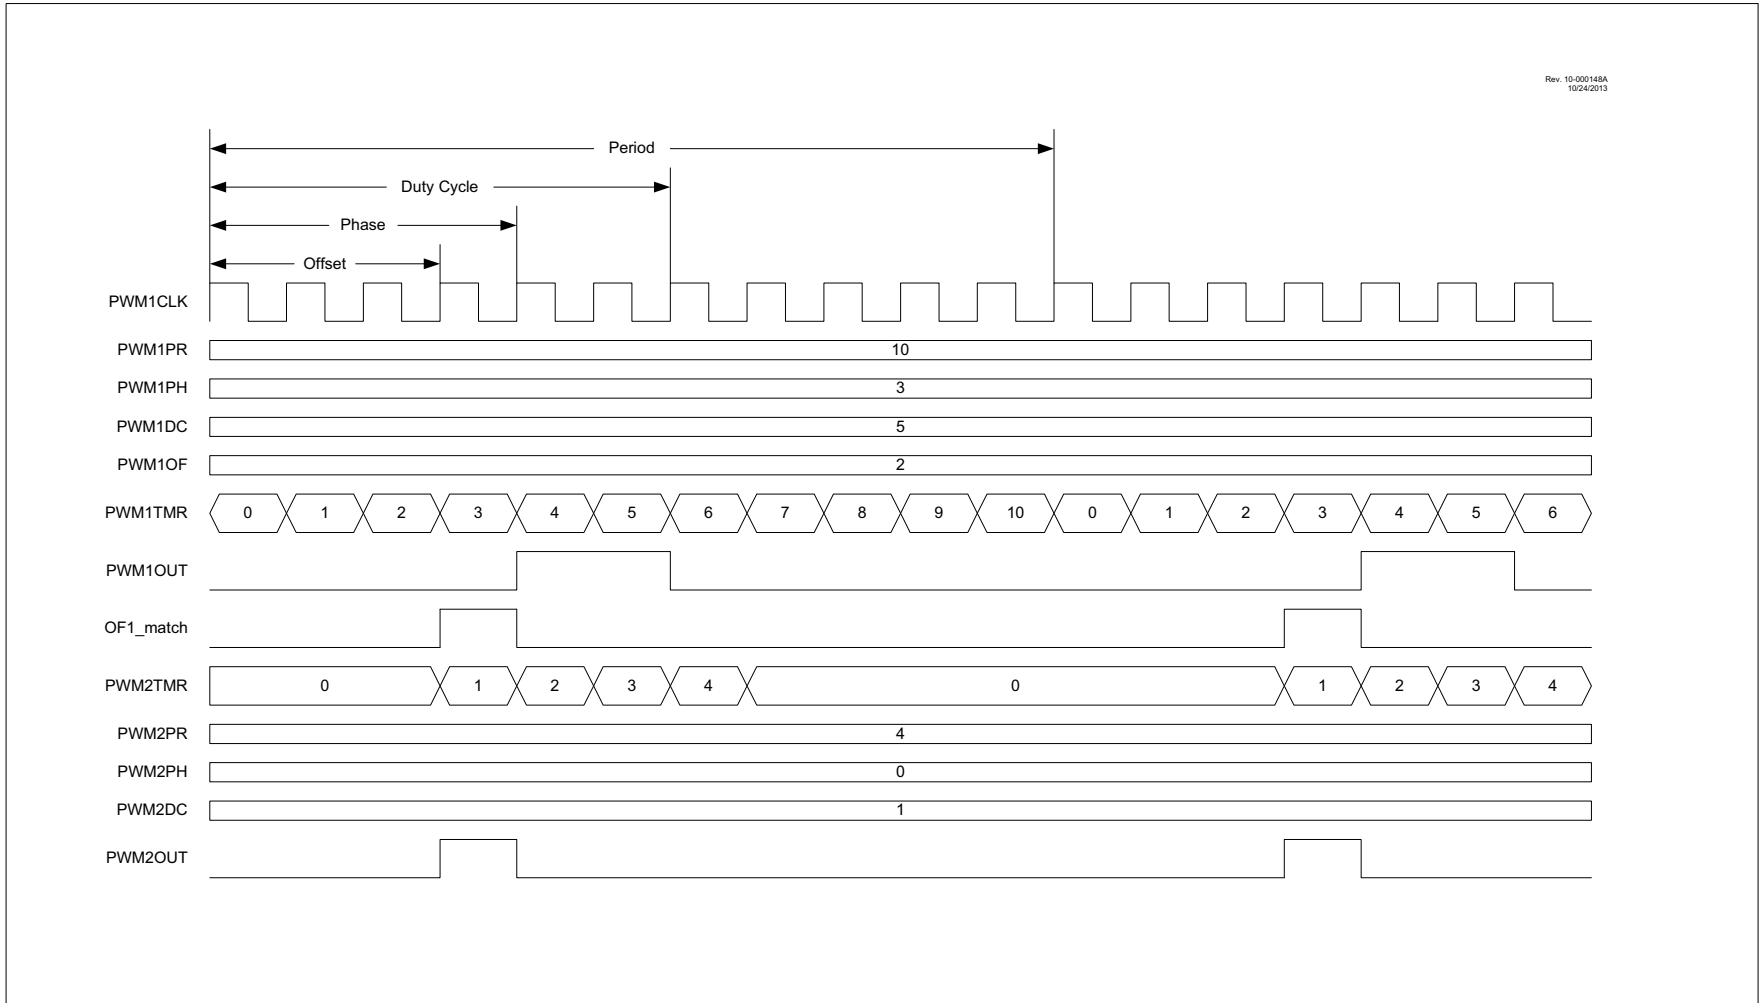 Rev. 10-000148A
10/24/2013
Period
Duty Cycle
Phase
Offset
PWM1CLK
PWM1PR 10
PWM1PH 3
PWM1DC 5
PWM1OF 2
PWM1TMR 0 1 2 3 4 5 6 7 8 9 10 0 1 2 3 4 5 6
PWM1OUT
OF1_match
PWM2TMR 0 1 2 3 4 0 1 2 3 4
PWM2PR 4
PWM2PH 0
PWM2DC 1
PWM2OUT